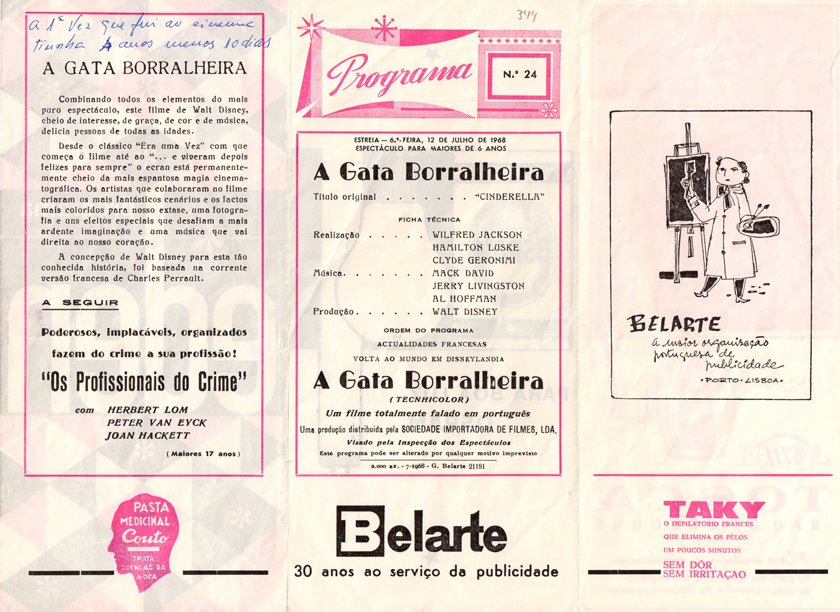 A 1ª Vez que fui ao cinema
tinha 4 anos menos 10 dias
A GATA BORRALHEIRA
Combinando todos os elementos do mais
puro espectáculo, este filme de Walt Disney,
cheio de interesse, de graça, de cor e de música,
delicia pessoas de todas as idades.
Desde o clássico "Era uma Vez" com que
começa o filme até ao "... e viveram depois
felizes para sempre" o ecran está permanente-
mente cheio da mais espantosa magia cinema-
tográfica. Os artistas que colaboraram no filme
criaram os mais fantásticos cenários e os factos
mais coloridos para nosso extase, uma fotogra-
fia e uns efeitos especiais que desafiam a mais
ardente imaginação e uma música que vai
direita ao nosso coração.
A concepção de Walt Disney para esta tão
conhecida história, foi baseada na corrente
versão francesa de Charles Perrault.
A SEGUIR
Poderosos, implacáveis, organizados
fazem do crime a sua profissão!
"Os Profissionais do Crime"
com HERBERT LOM
PETER VAN EYCK
JOAN HACKETT
(Maiores 17 anos)
PASTA
MEDICINAL
Couto
TRATA
DOENÇAS DA
BOCA
344
Programa
N.º 24
ESTREIA — 6.ª-FEIRA, 12 DE JULHO DE 1968
ESPECTÁCULO PARA MAIORES DE 6 ANOS
A Gata Borralheira
Título original . . . . . . . "CINDERELLA"
FICHA TÉCNICA
Realização . . . . . WILFRED JACKSON
HAMILTON LUSKE
CLYDE GERONIMI
Música. . . . . . . MACK DAVID
JERRY LIVINGSTON
AL HOFFMAN
Produção. . . . . . WALT DISNEY
ORDEM DO PROGRAMA
ACTUALIDADES FRANCESAS
VOLTA AO MUNDO EM DISNEYLANDIA
A Gata Borralheira
(TECNHICOLOR)
Um filme totalmente falado em português
Uma produção distribuida pela SOCIEDADE IMPORTADORA DE FILMES, LDA.
Visado pela Inspecção dos Espectáculos
Este programa pode ser alterado por qualquer motivo imprevisto
2.000 ex. - 7-1968 - G. Belarte 21191
Belarte
30 anos ao serviço da publicidade
BELARTE
a maior organisação
portuguesa de
publicidade
· PORTO · LISBOA ·
TAKY
O DEPILATÓRIO FRANCÊS
QUE ELIMINA OS PÊLOS
EM POUCOS MINUTOS
SEM DÔR
SEM IRRITAÇÃO